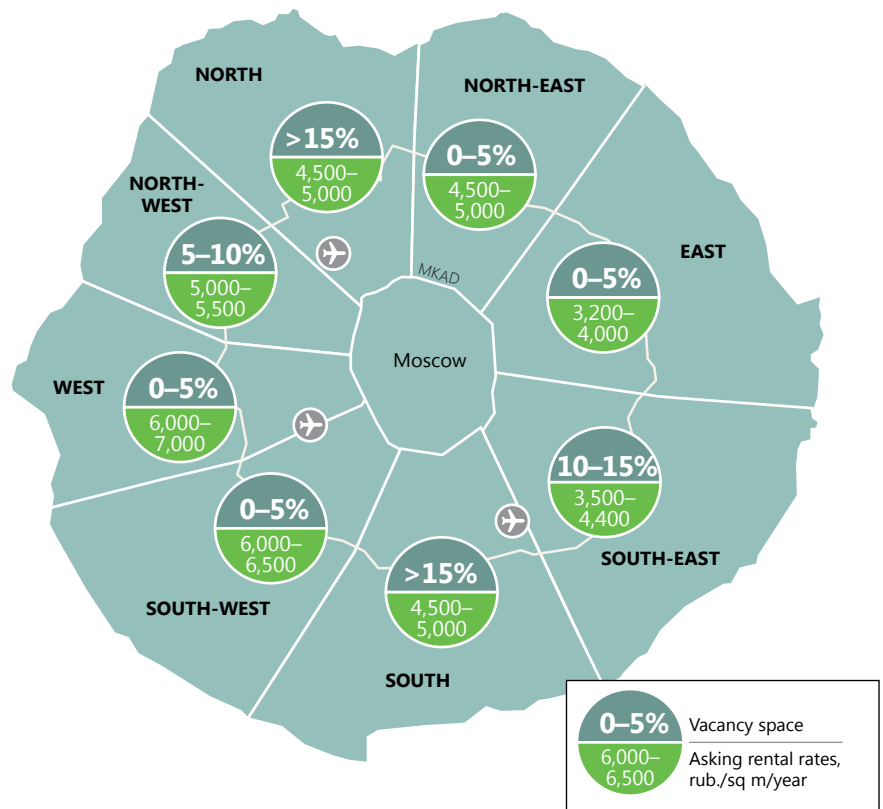 NORTH
>15%
4,500–
5,000
NORTH-EAST
0–5%
4,500–
5,000
NORTH-
WEST
5–10%
5,000–
5,500
EAST
0–5%
3,200–
4,000
MKAD
Moscow
WEST
0–5%
6,000–
7,000
10–15%
3,500–
4,400
SOUTH-EAST
0–5%
6,000–
6,500
SOUTH-WEST
>15%
4,500–
5,000
SOUTH
0–5%
Vacancy space
6,000–
6,500
Asking rental rates,
rub./sq m/year